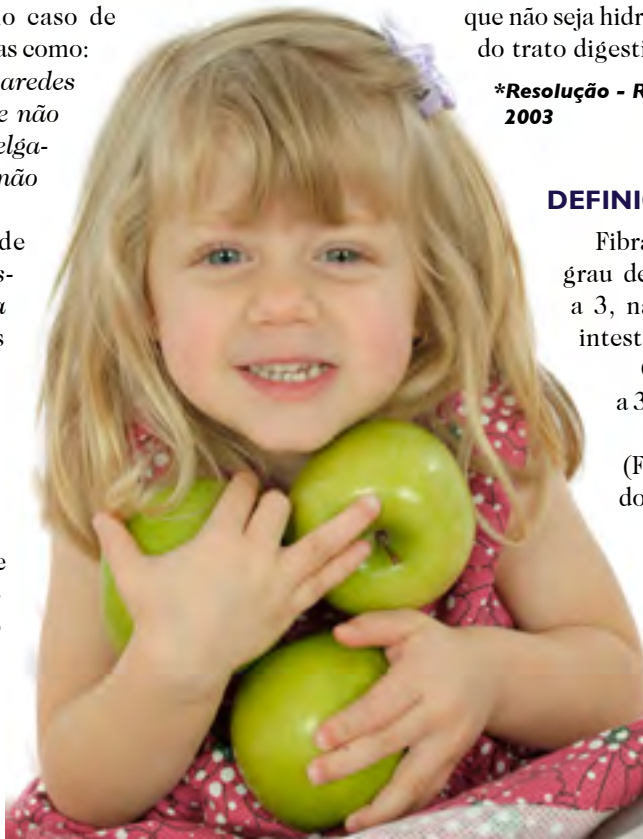 o caso de
as como:
aredes
e não
elga-
não
de
s-
a
s
e
que não seja hidr
do trato digesti
*Resolução - R
2003
DEFINI
Fibra
grau de
a 3, na
intest
a 3
(F
do